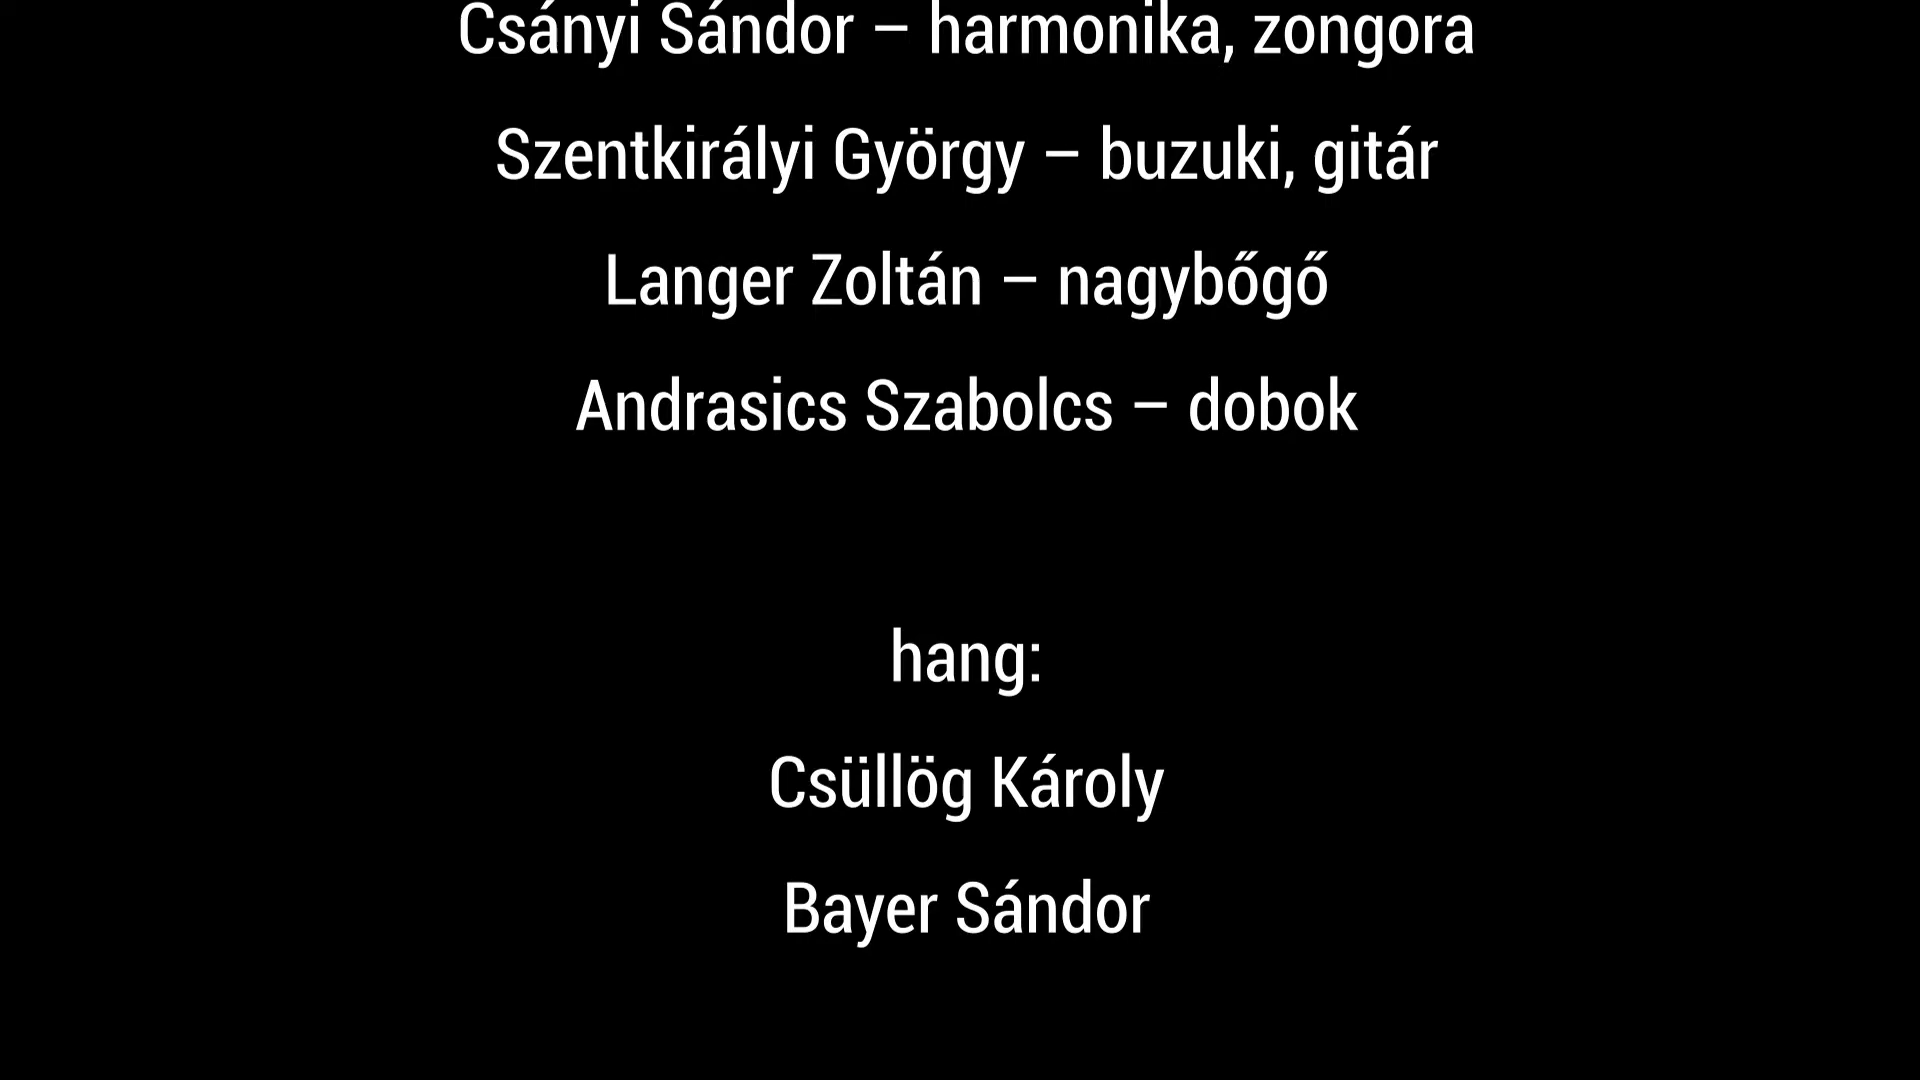 Csányi Sándor – harmonika, zongora
Szentkirályi György – buzuki, gitár
Langer Zoltán – nagybőgő
Andrasics Szabolcs – dobok
hang:
Csüllög Károly
Bayer Sándor